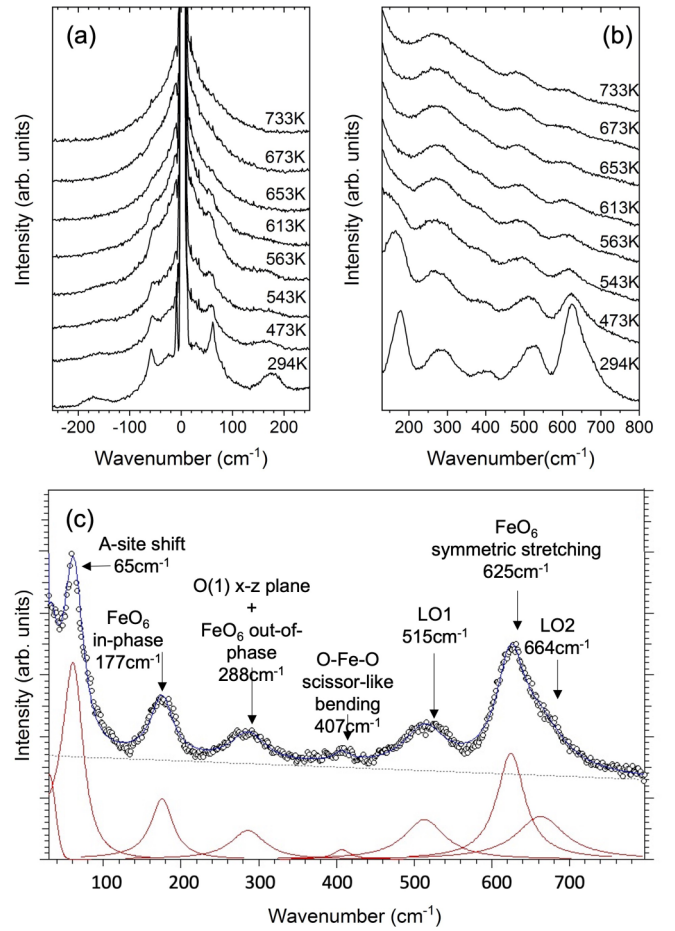 (a)
733K
673K
653K
613K
563K
543K
473K
294K
Intensity (arb. units)
-200 -100 0 100 200
Wavenumber (cm-1)
(b)
733K
673K
653K
613K
563K
543K
473K
294K
Intensity (arb. units)
200 300 400 500 600 700 800
Wavenumber(cm-1)
(c)
A-site shift
65cm-1
FeO6
in-phase
177cm-1
O(1) x-z plane
+
FeO6 out-of-
phase
288cm-1
O-Fe-O
scissor-like
bending
407cm-1
LO1
515cm-1
FeO6
symmetric stretching
625cm-1
LO2
664cm-1
Intensity (arb. units)
100 200 300 400 500 600 700
Wavenumber (cm-1)